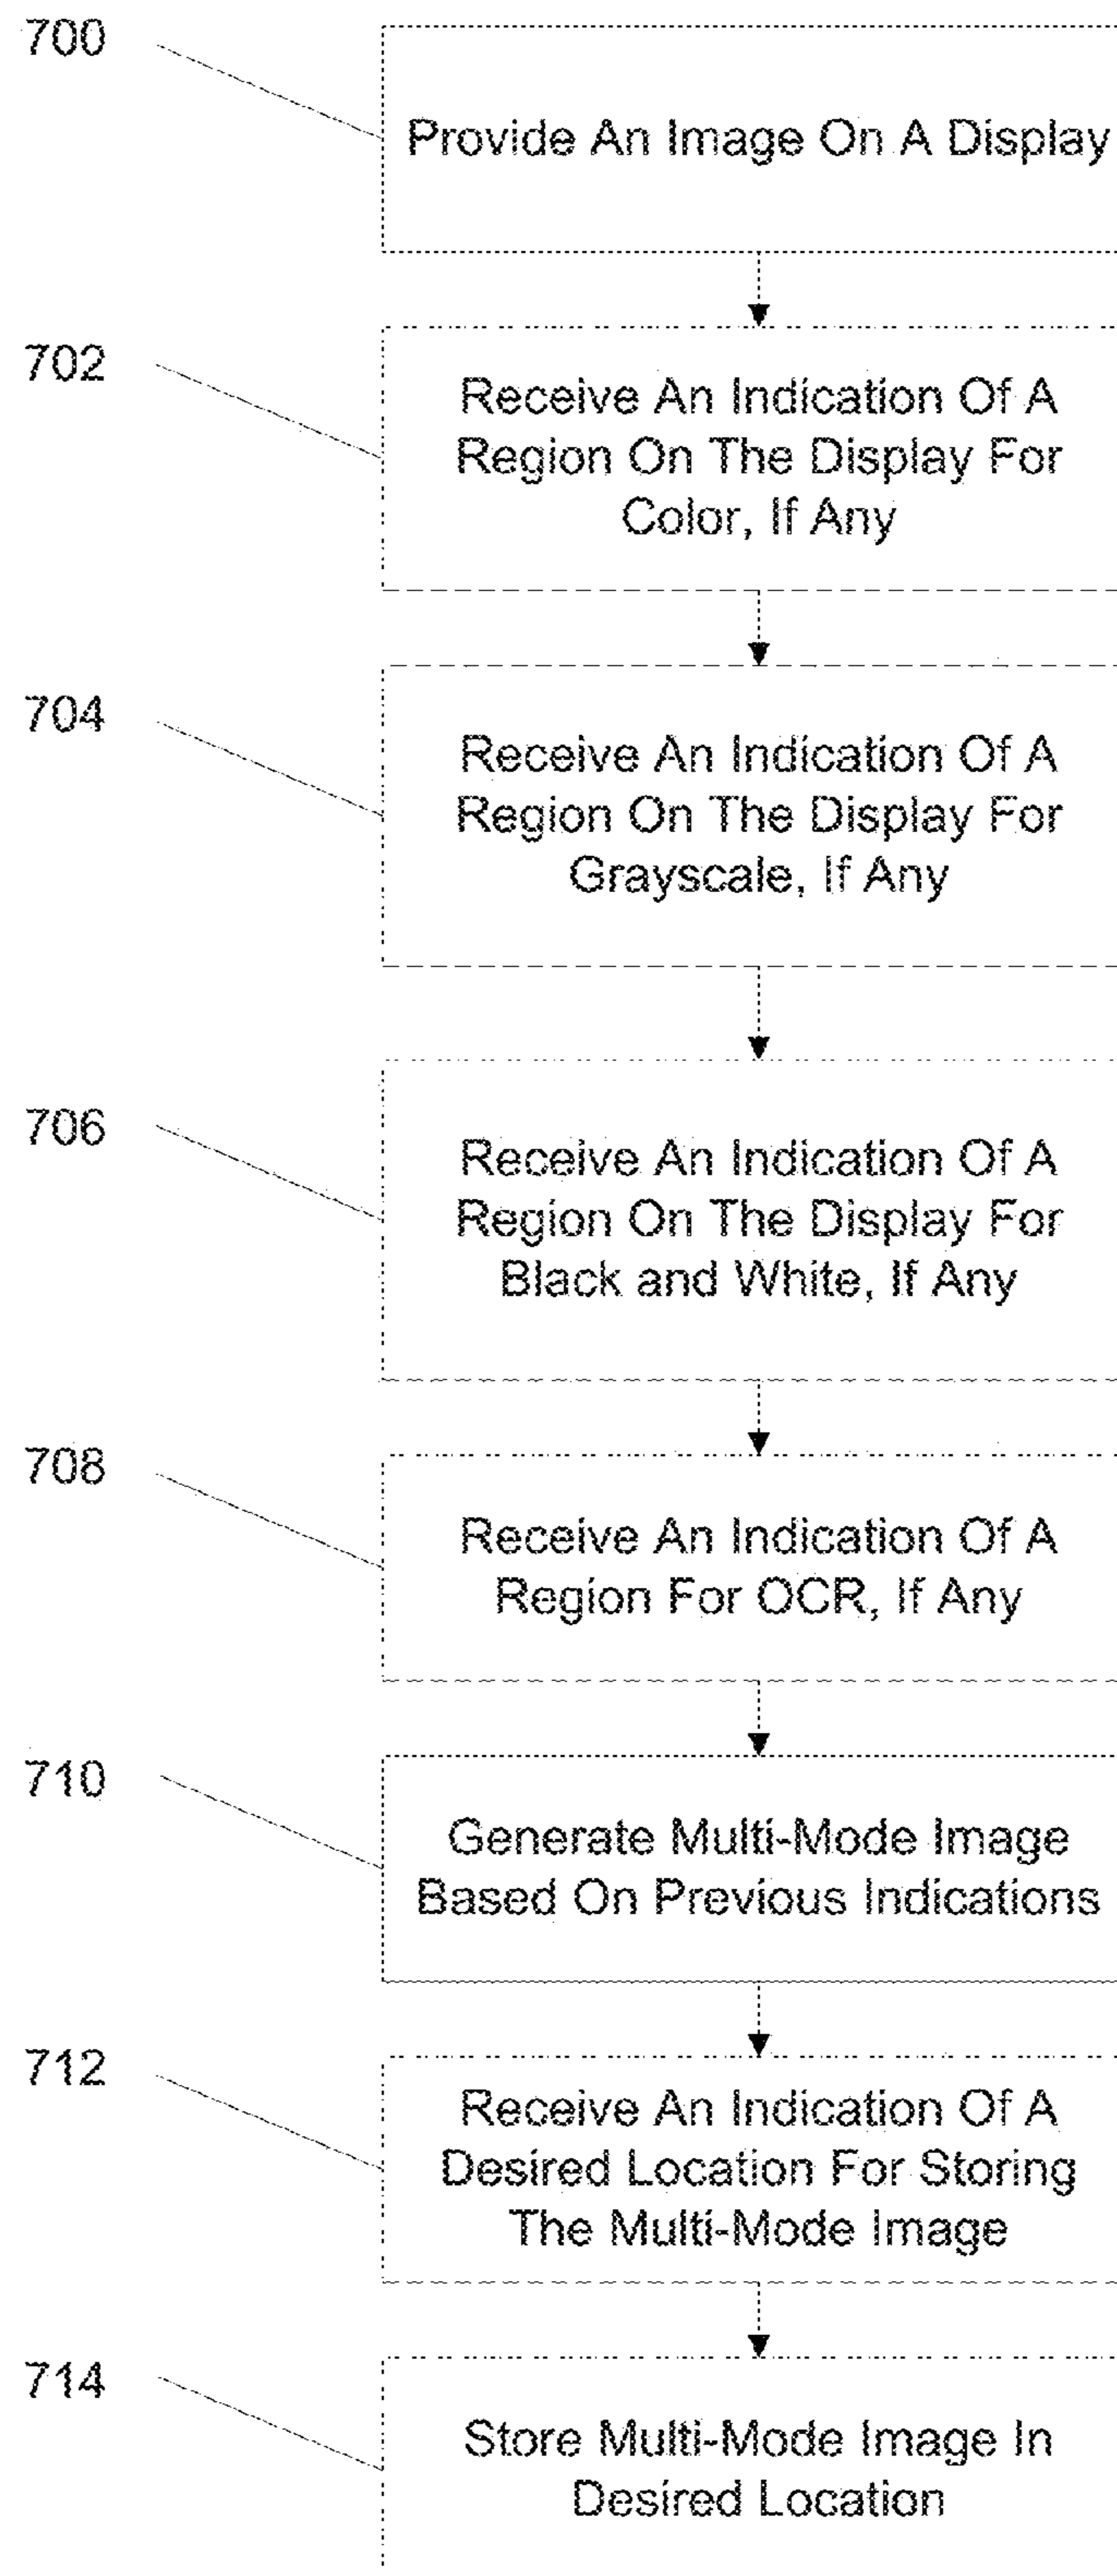 700
Provide An Image On A Display
702
Receive An Indication Of A
Region On The Display For
Color, If Any
704
Receive An Indication Of A
Region On The Display For
Grayscale, If Any
706
Receive An Indication Of A
Region On The Display For
Black and White, If Any
708
Receive An Indication Of A
Region For OCR, If Any
710
Generate Multi-Mode Image
Based On Previous Indications
712
Receive An Indication Of A
Desired Location For Storing
The Multi-Mode Image
714
Store Multi-Mode Image In
Desired Location